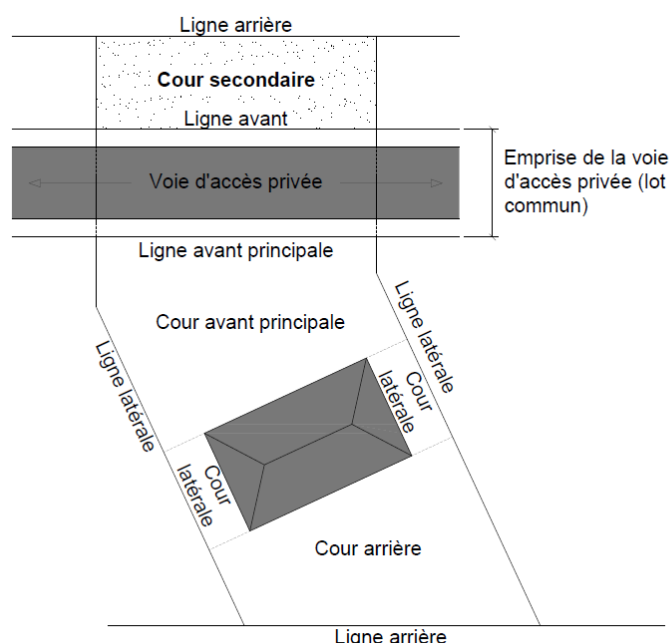 Ligne arrière
Cour secondaire
Ligne avant
Voie d'accès privée
Emprise de la voie
d'accès privée (lot
commun)
Ligne avant principale
Cour avant principale
Ligne latérale
Ligne latérale
Cour
latérale
Cour
latérale
Cour arrière
Ligne arrière